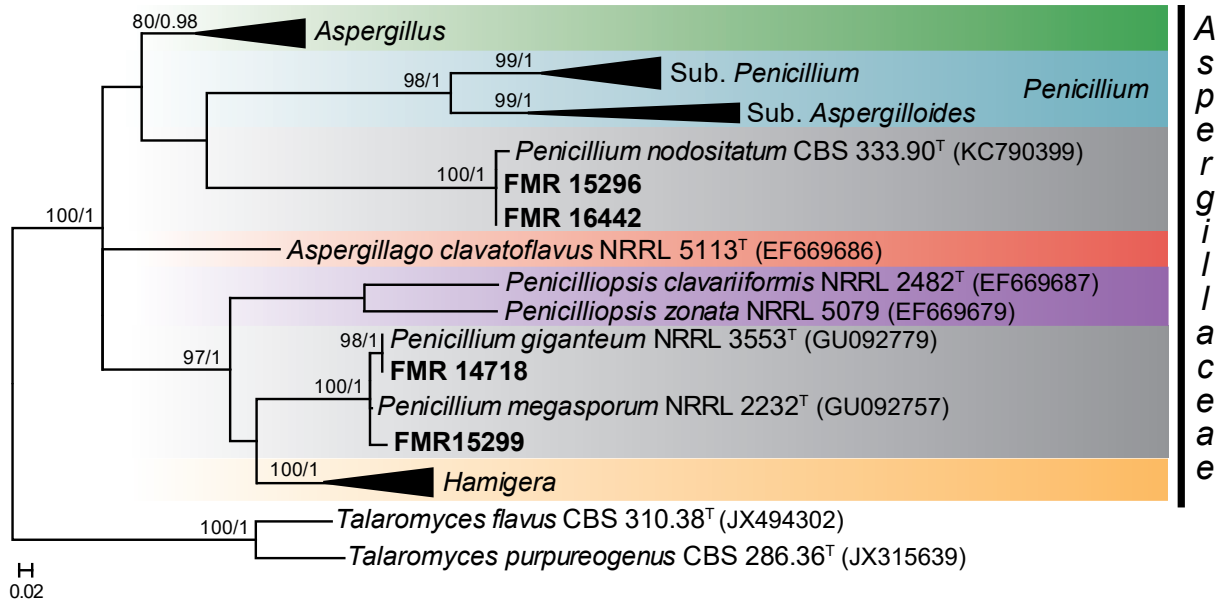 80/0.98
Aspergillus
99/1
Sub. Penicillium
98/1
Penicillium
99/1
Sub. Aspergilloides
Penicillium nodositatum CBS 333.90ᵀ (KC790399)
100/1
FMR 15296
FMR 16442
100/1
Aspergillago clavatoflavus NRRL 5113ᵀ (EF669686)
Penicilliopsis clavariiformis NRRL 2482ᵀ (EF669687)
Penicilliopsis zonata NRRL 5079 (EF669679)
98/1
Penicillium giganteum NRRL 3553ᵀ (GU092779)
97/1
FMR 14718
100/1
Penicillium megasporum NRRL 2232ᵀ (GU092757)
FMR15299
100/1
Hamigera
Talaromyces flavus CBS 310.38ᵀ (JX494302)
100/1
Talaromyces purpureogenus CBS 286.36ᵀ (JX315639)
0.02
Aspergillaceae